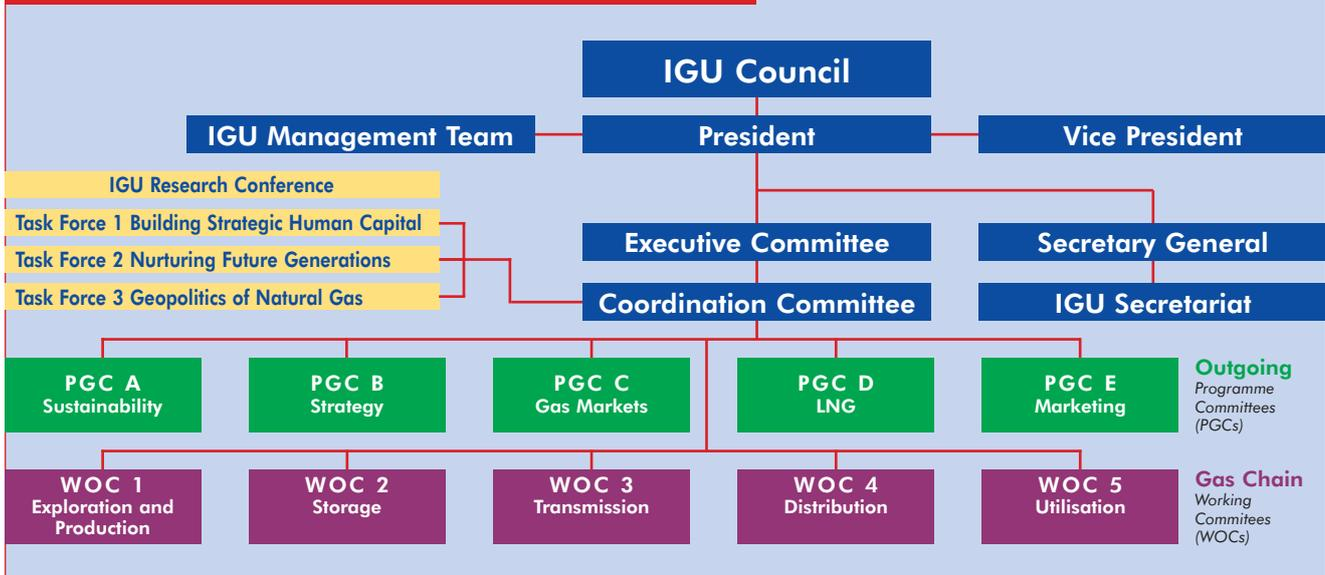 IGU Council
IGU Management Team
President
Vice President
IGU Research Conference
Task Force 1 Building Strategic Human Capital
Executive Committee
Secretary General
Task Force 2 Nurturing Future Generations
Task Force 3 Geopolitics of Natural Gas
Coordination Committee
IGU Secretariat
PGC A
Sustainability
PGC B
Strategy
PGC C
Gas Markets
PGC D
LNG
PGC E
Marketing
Outgoing
Programme
Committees
(PGCs)
WOC 1
Exploration and
Production
WOC 2
Storage
WOC 3
Transmission
WOC 4
Distribution
WOC 5
Utilisation
Gas Chain
Working
Commitees
(WOCs)